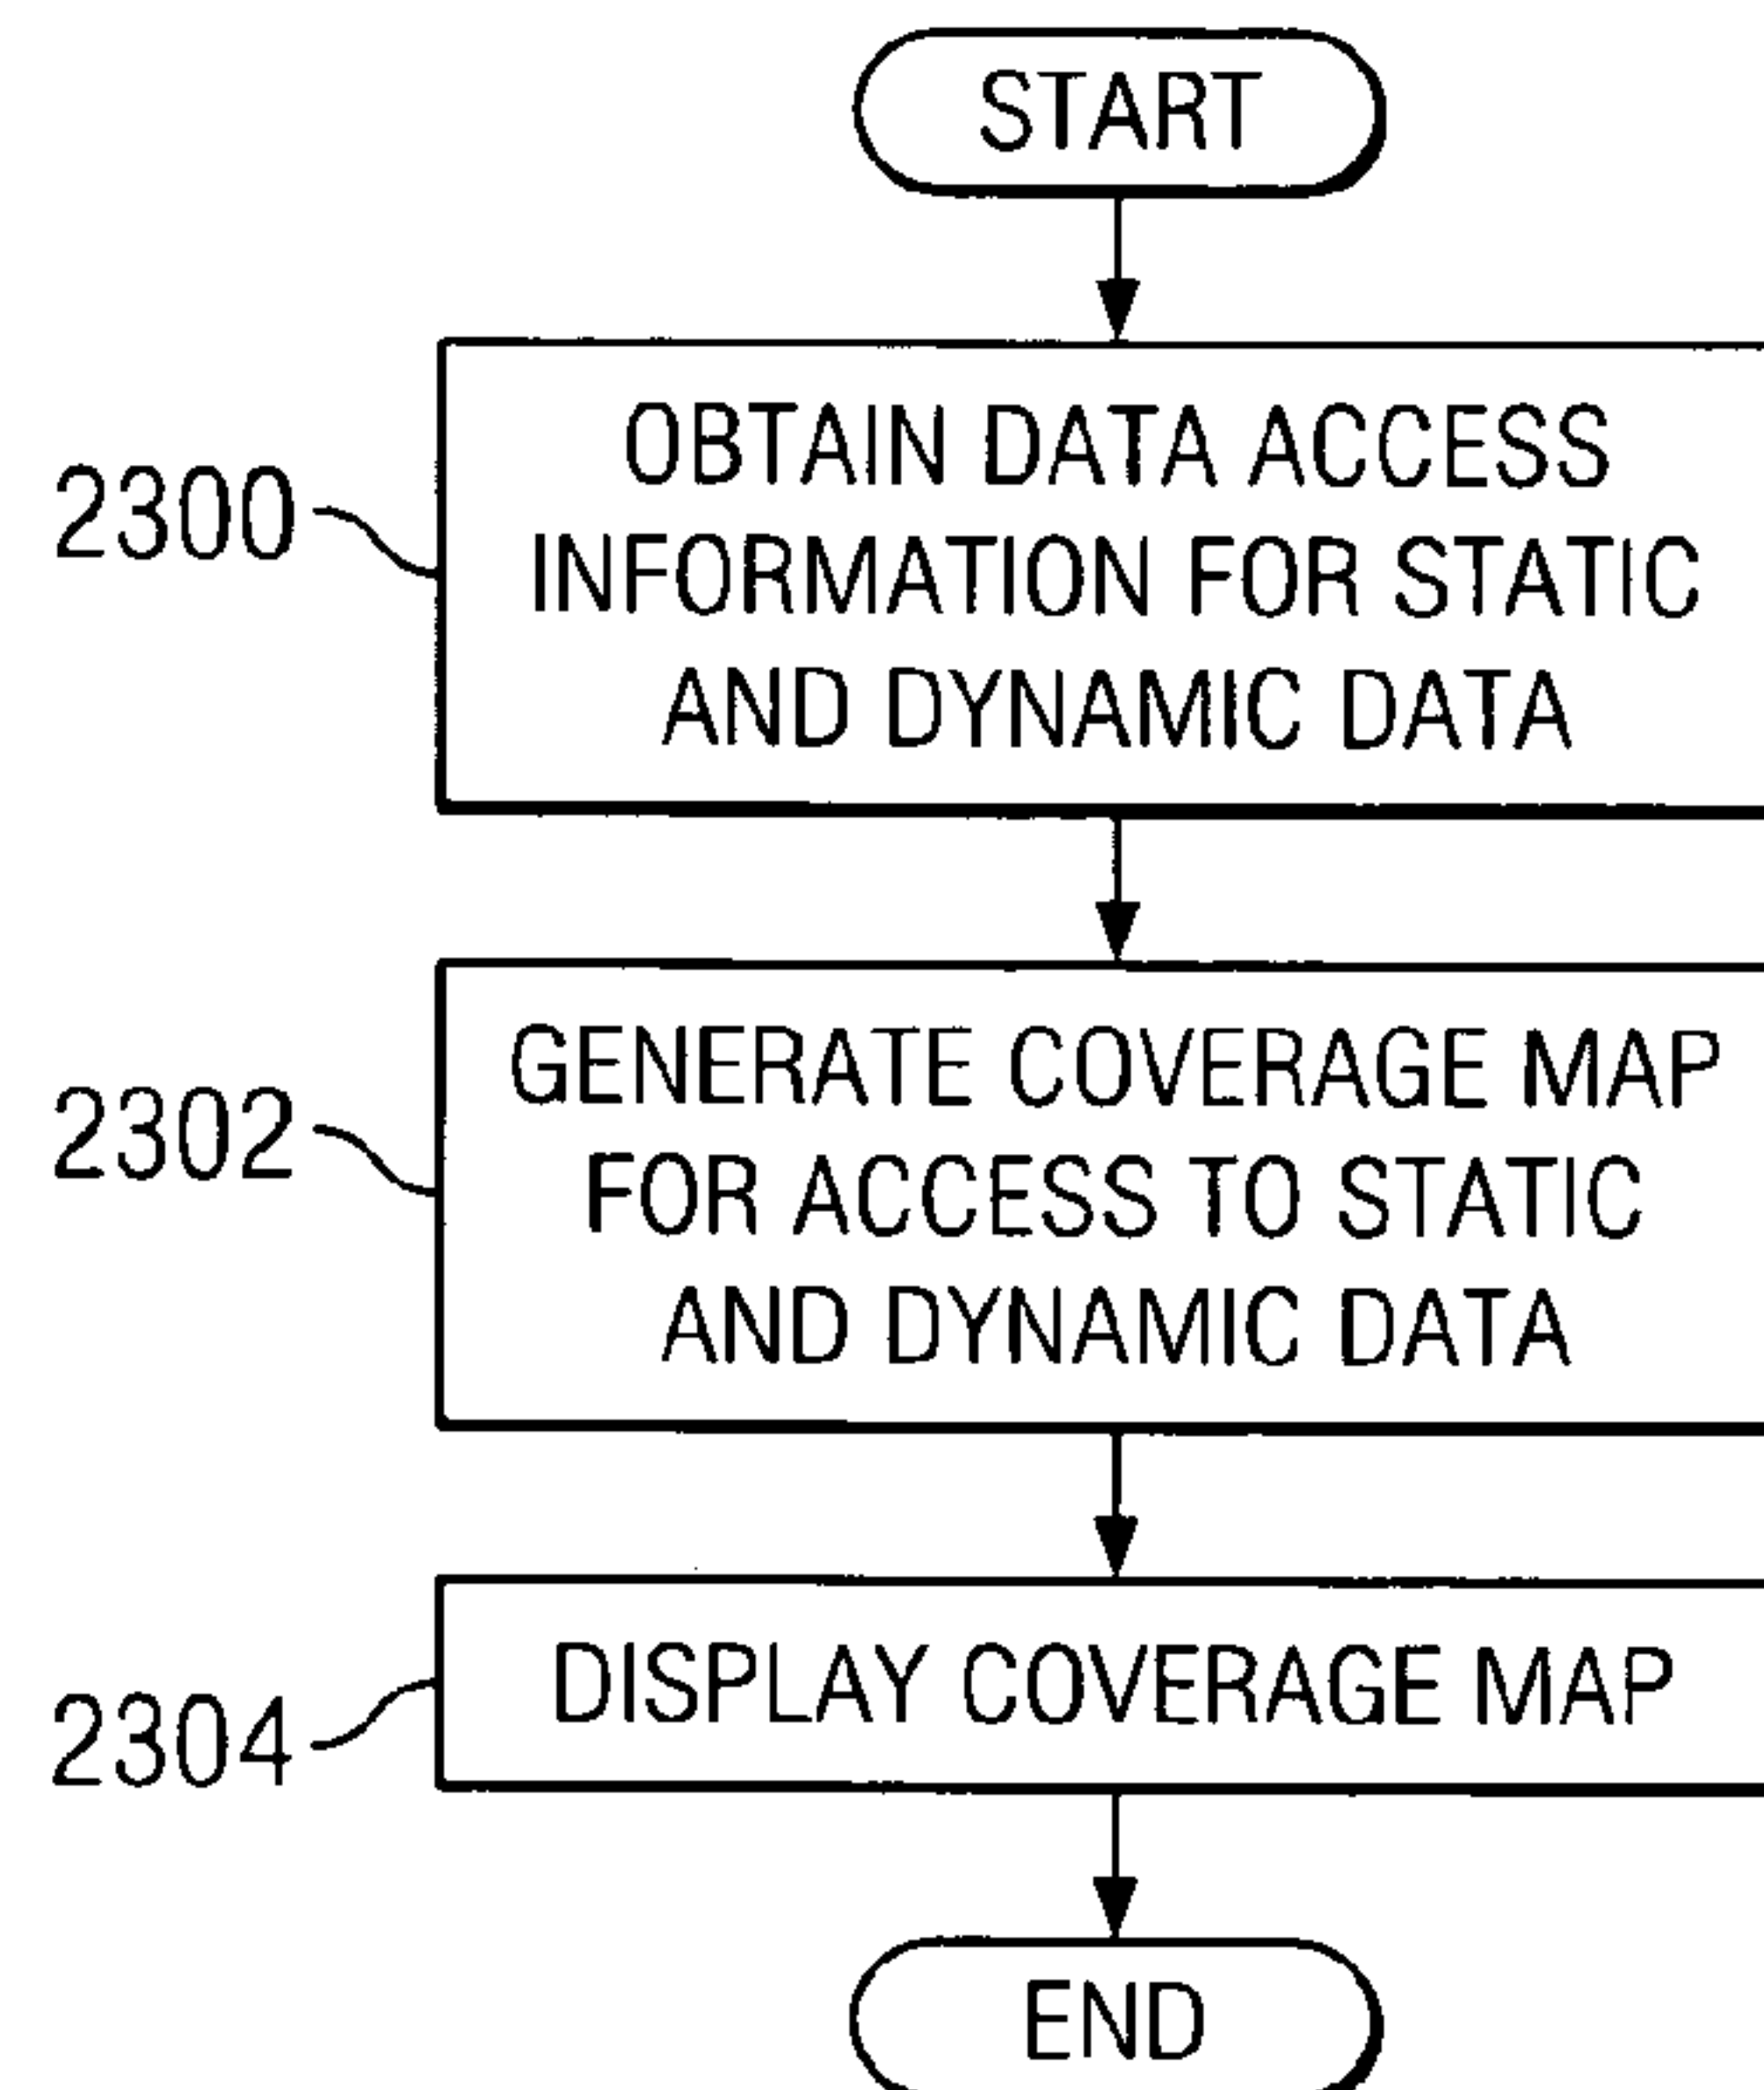 START
2300
OBTAIN DATA ACCESS
INFORMATION FOR STATIC
AND DYNAMIC DATA
2302
GENERATE COVERAGE MAP
FOR ACCESS TO STATIC
AND DYNAMIC DATA
2304
DISPLAY COVERAGE MAP
END